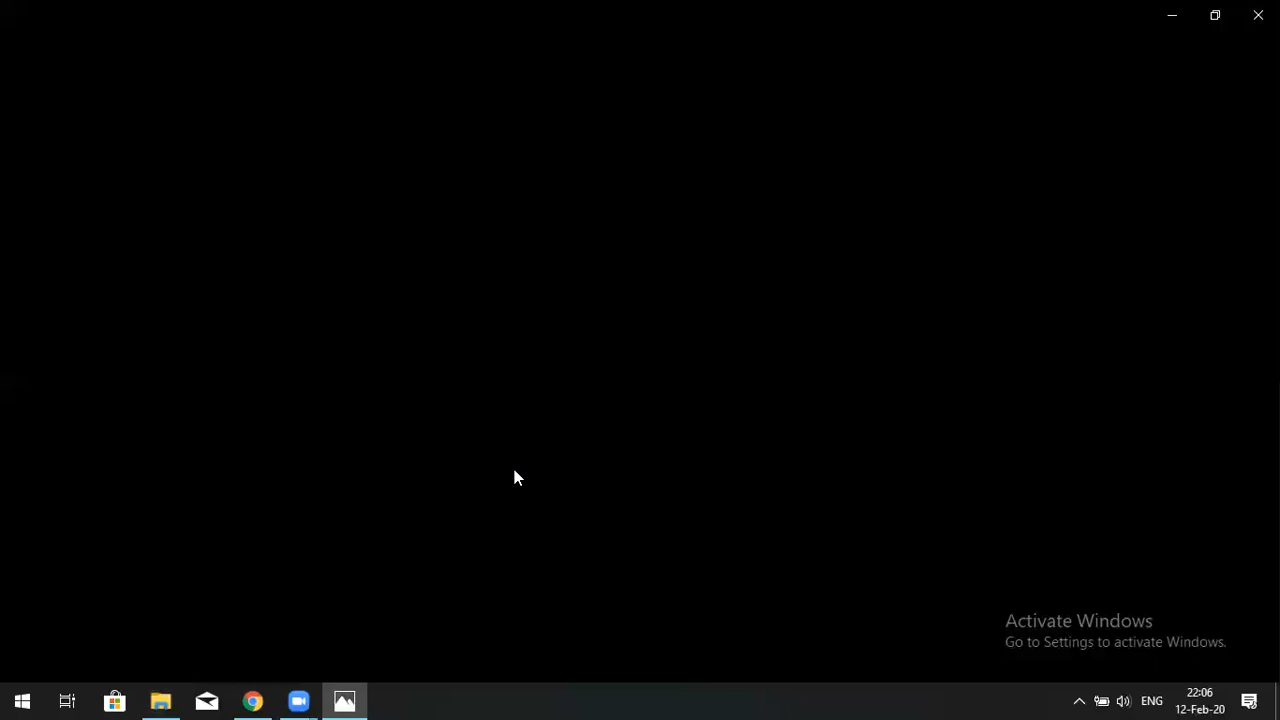 Activate Windows
Go to Settings to activate Windows.
ENG
22:06
12-Feb-20